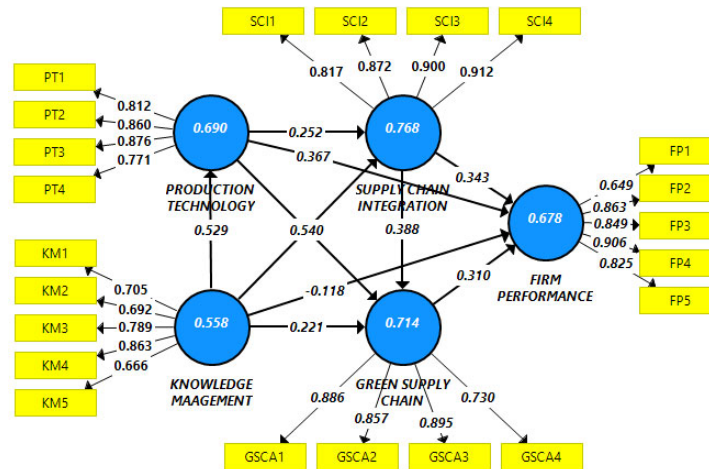 SCI1 SCI2 SCI3 SCI4
0.817 0.872 0.900 0.912
PT1
PT2
PT3
PT4
0.812
0.860
0.876
0.771
0.690
PRODUCTION
TECHNOLOGY
0.252
0.367
0.768
SUPPLY CHAIN
INTEGRATION
0.343
0.529
0.540
0.388
-0.118
0.310
0.221
0.678
FIRM
PERFORMANCE
0.649
0.863
0.849
0.906
0.825
FP1
FP2
FP3
FP4
FP5
KM1
KM2
KM3
KM4
KM5
0.705
0.692
0.789
0.863
0.666
0.558
KNOWLEDGE
MAAGEMENT
0.714
GREEN SUPPLY
CHAIN
0.886 0.857 0.895 0.730
GSCA1 GSCA2 GSCA3 GSCA4